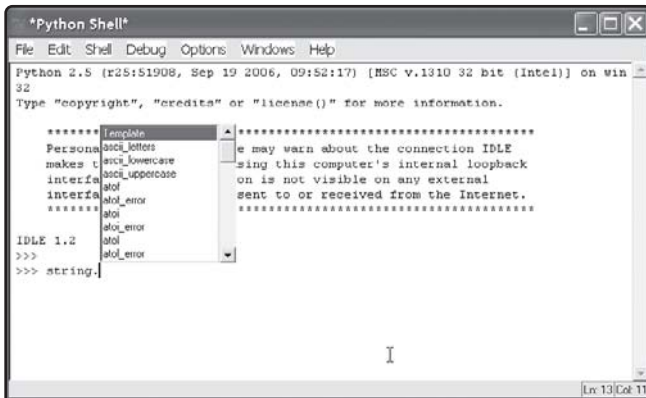 *Python Shell*
File Edit Shell Debug Options Windows Help
Python 2.5 (r25:51908, Sep 19 2006, 09:52:17) [MSC v.1310 32 bit (Intel)] on win
32
Type "copyright", "credits" or "license()" for more information.
******* Template ****************************************
Persona ascii_letters e may warn about the connection IDLE
makes t ascii_lowercase sing this computer's internal loopback
interfa ascii_uppercase on is not visible on any external
interfa atof sent to or received from the Internet.
******* atof_error ****************************************
atoi
atoi_error
IDLE 1.2 atol
>>> atol_error
>>> string.
Ln: 13 Col: 11